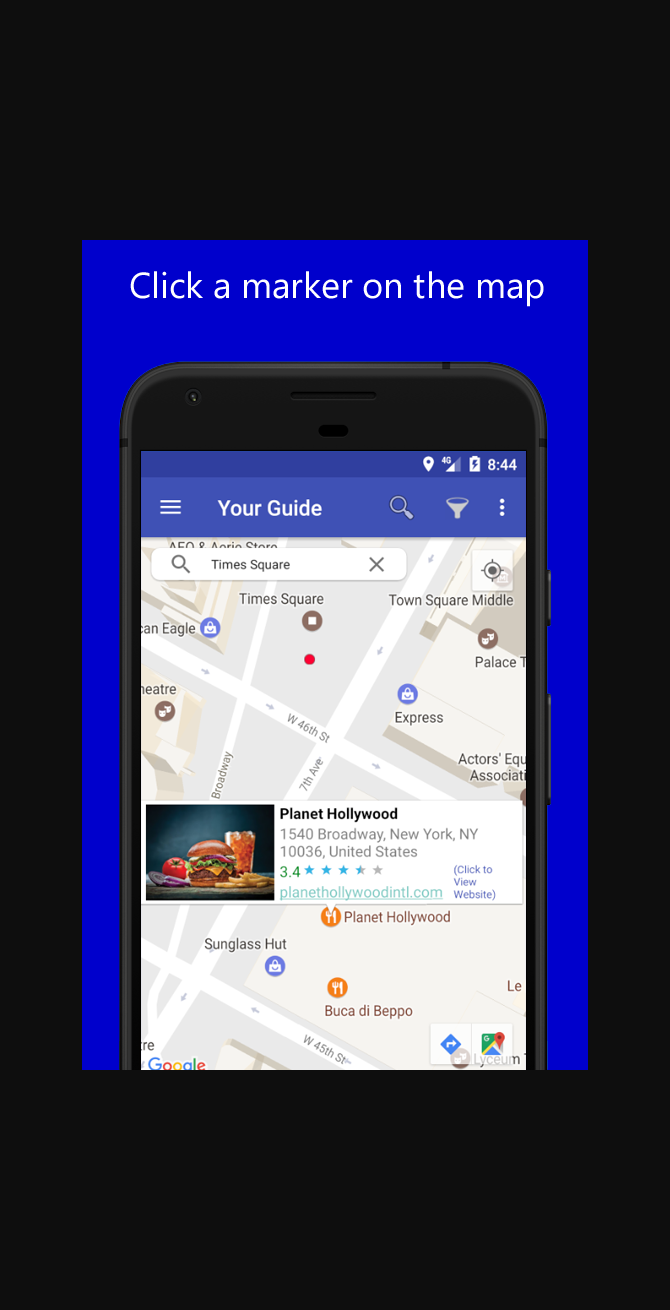 Click a marker on the map
4G 8:44
Your Guide
AEO & Aerie Store
Times Square
Times Square
Town Square Middle
can Eagle
Palace T
heatre
Express
W 46th St
Actors' Equ
Associati
Broadway
7th Ave
Planet Hollywood
1540 Broadway, New York, NY
10036, United States
3.4
(Click to
View
Website)
planethollywoodintl.com
Planet Hollywood
Sunglass Hut
Le
Buca di Beppo
W 45th St
tre
Google
G
Lyceum T